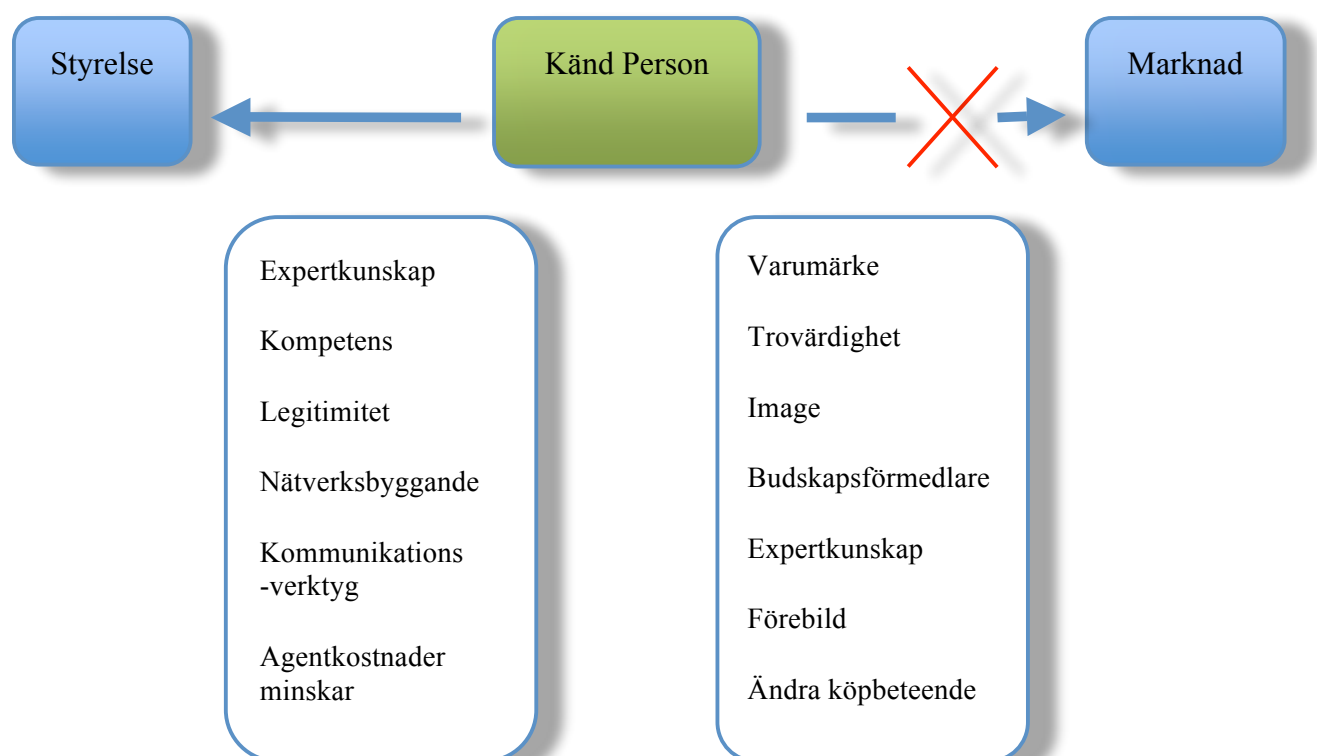 Styrelse
Känd Person
Marknad
Expertkunskap
Kompetens
Legitimitet
Nätverksbyggande
Kommunikations
-verktyg
Agentkostnader
minskar
Varumärke
Trovärdighet
Image
Budskapsförmedlare
Expertkunskap
Förebild
Ändra köpbeteende